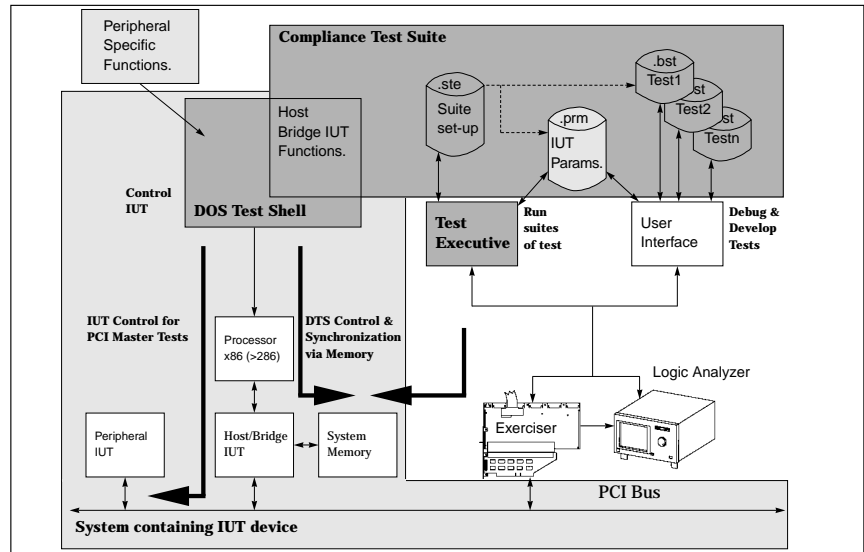 Peripheral
Specific
Functions.
Compliance Test Suite
.ste
Suite
set-up
.prm
IUT
Params.
.bst
Test1
st
Test2
st
Testn
Host
Bridge IUT
Functions.
Control
IUT
DOS Test Shell
Test
Executive
Run
suites
of test
User
Interface
Debug &
Develop
Tests
IUT Control for
PCI Master Tests
Processor
x86 (>286)
DTS Control &
Synchronization
via Memory
Logic Analyzer
Exerciser
Peripheral
IUT
Host/Bridge
IUT
System
Memory
PCI Bus
System containing IUT device